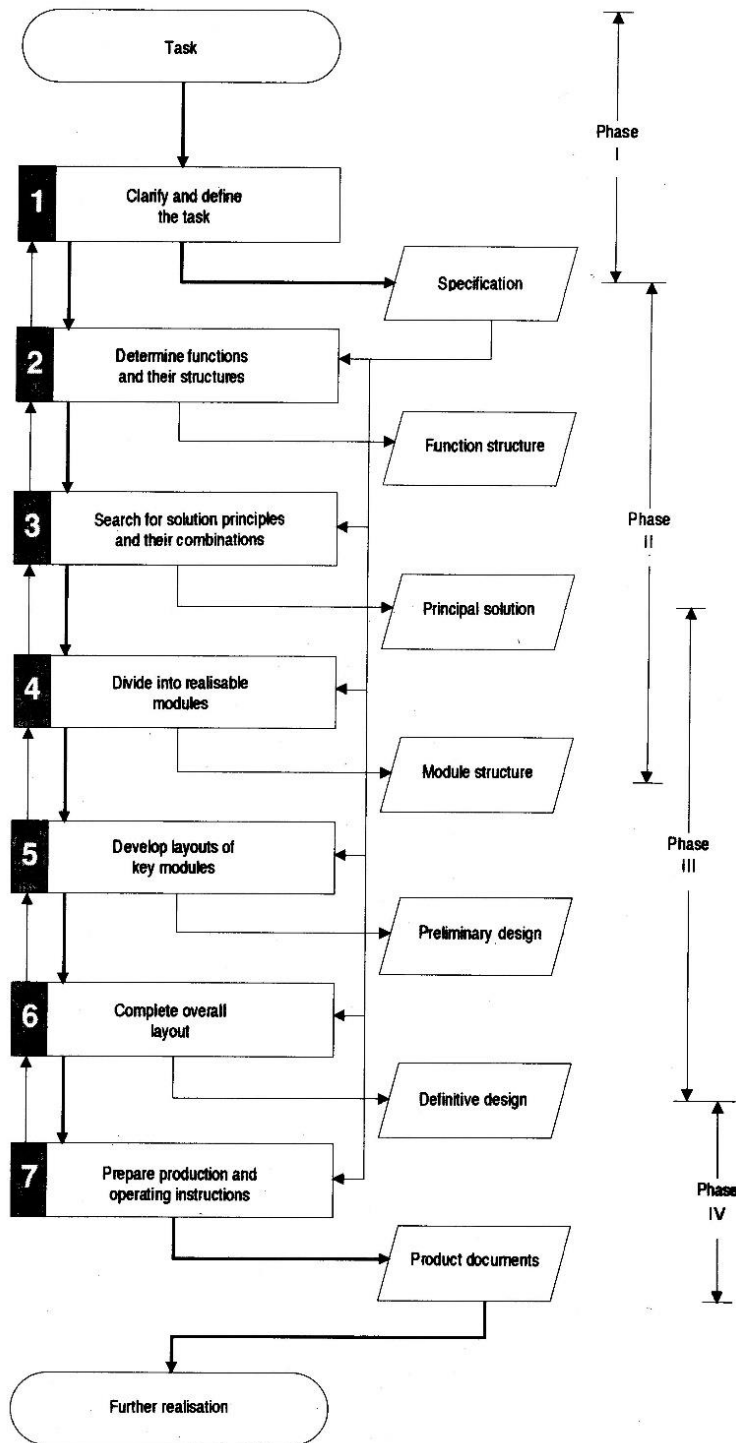 Task
Phase
I
1
Clarify and define
the task
Specification
2
Determine functions
and their structures
Function structure
3
Search for solution principles
and their combinations
Phase
II
Principal solution
4
Divide into realisable
modules
Module structure
5
Develop layouts of
key modules
Phase
III
Preliminary design
6
Complete overall
layout
Definitive design
7
Prepare production and
operating instructions
Phase
IV
Product documents
Further realisation